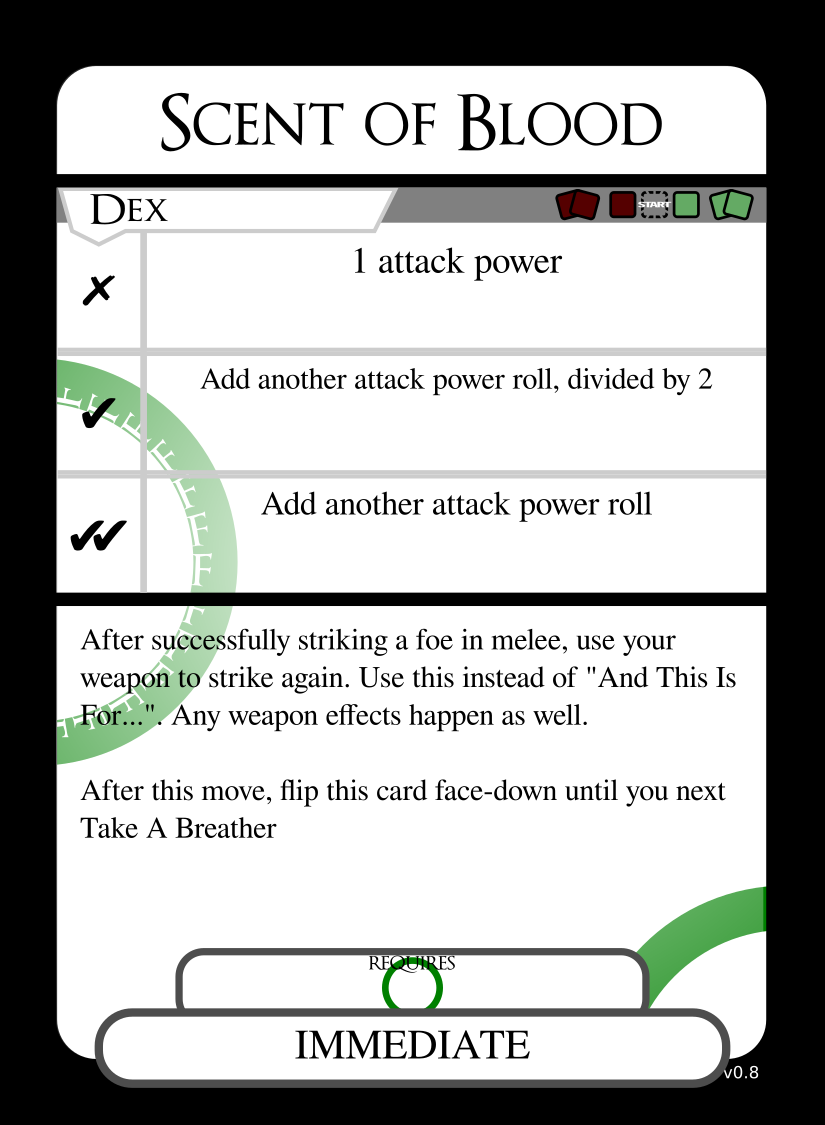 Scent of Blood
Dex
START
✗
1 attack power
✔
Add another attack power roll, divided by 2
✔✔
Add another attack power roll
After successfully striking a foe in melee, use your
weapon to strike again. Use this instead of "And This Is
For...". Any weapon effects happen as well.
After this move, flip this card face-down until you next
Take A Breather
REQUIRES
IMMEDIATE
v0.8